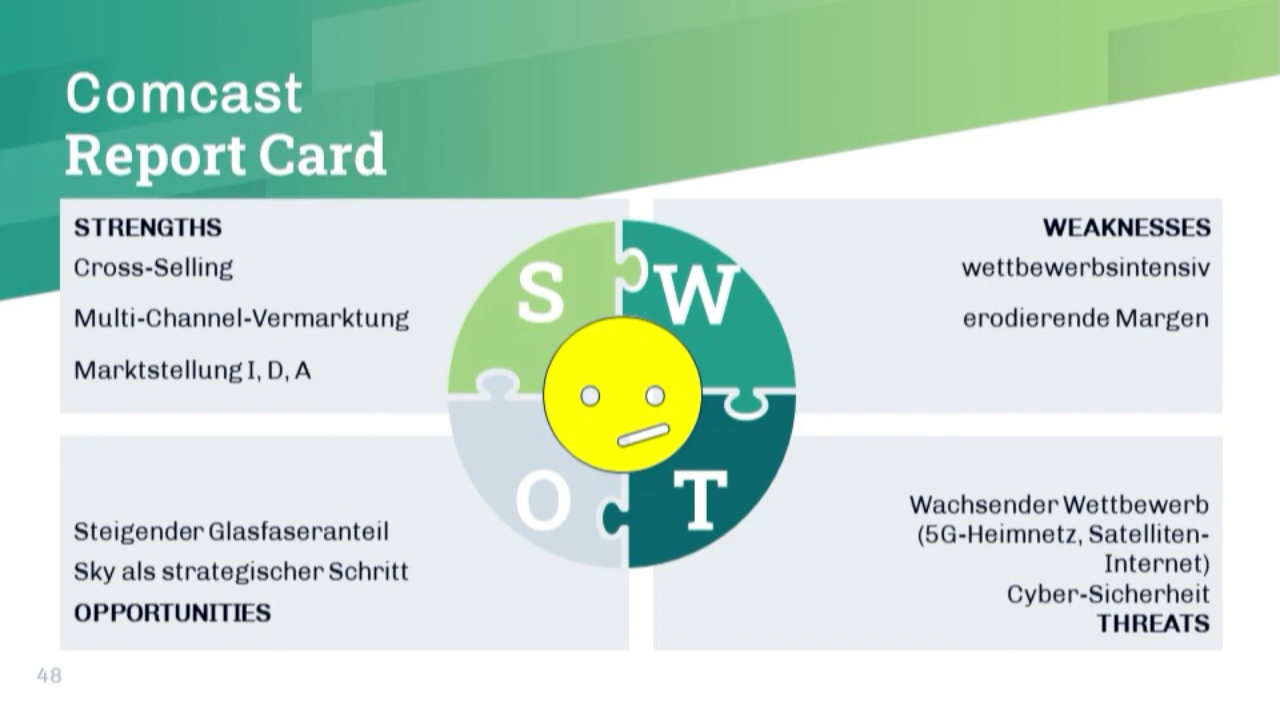 Comcast
Report Card
STRENGTHS
Cross-Selling
Multi-Channel-Vermarktung
Marktstellung I, D, A
WEAKNESSES
wettbewerbsintensiv
erodierende Margen
S
W
O
T
Steigender Glasfaseranteil
Sky als strategischer Schritt
OPPORTUNITIES
Wachsender Wettbewerb
(5G-Heimnetz, Satelliten-
Internet)
Cyber-Sicherheit
THREATS
48